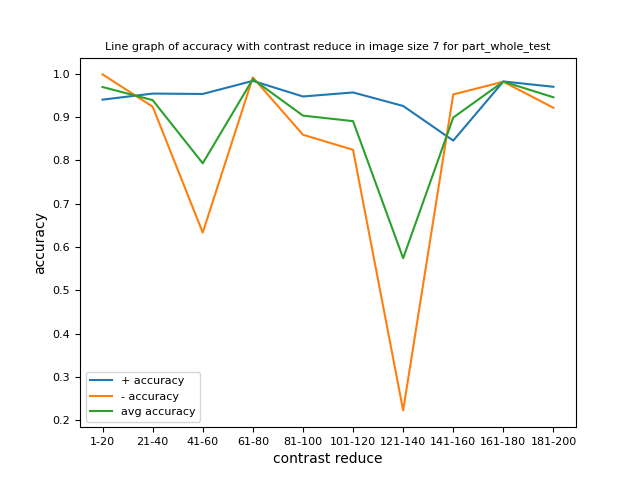 Line graph of accuracy with contrast reduce in image size 7 for part_whole_test
accuracy
1.0
0.9
0.8
0.7
0.6
0.5
0.4
0.3
0.2
+ accuracy
- accuracy
avg accuracy
1-20 21-40 41-60 61-80 81-100 101-120 121-140 141-160 161-180 181-200
contrast reduce